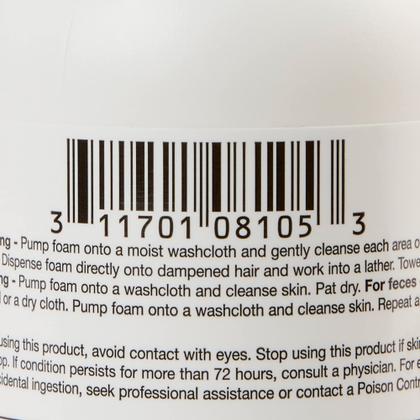 3 11701 08105 3
ng - Pump foam onto a moist washcloth and gently cleanse each area o
Dispense foam directly onto dampened hair and work into a lather. Towe
ng - Pump foam onto a washcloth and cleanse skin. Pat dry. For feces
or a dry cloth. Pump foam onto a washcloth and cleanse skin. Repeat a
using this product, avoid contact with eyes. Stop using this product if ski
op. If condition persists for more than 72 hours, consult a physician. For e
cidental ingestion, seek professional assistance or contact a Poison Contr